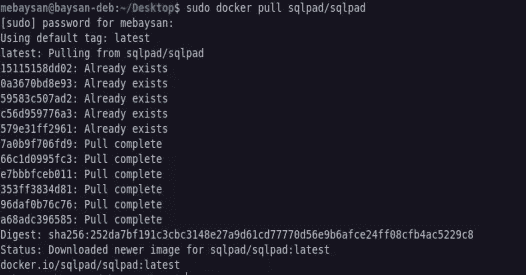 mebaysan@baysan-deb:~/Desktop$ sudo docker pull sqlpad/sqlpad
[sudo] password for mebaysan:
Using default tag: latest
latest: Pulling from sqlpad/sqlpad
15115158dd02: Already exists
0a3670bd8e93: Already exists
59583c507ad2: Already exists
c56d959776a3: Already exists
579e31ff2961: Already exists
7a0b9f706fd9: Pull complete
66c1d0995fc3: Pull complete
e7bbbfceb011: Pull complete
353ff3834d81: Pull complete
96daf0b76c76: Pull complete
a68adc396585: Pull complete
Digest: sha256:252da7bf191c3cbc3148e27a9d61cd77770d56e9b6afce24ff08cfb4ac5229c8
Status: Downloaded newer image for sqlpad/sqlpad:latest
docker.io/sqlpad/sqlpad:latest